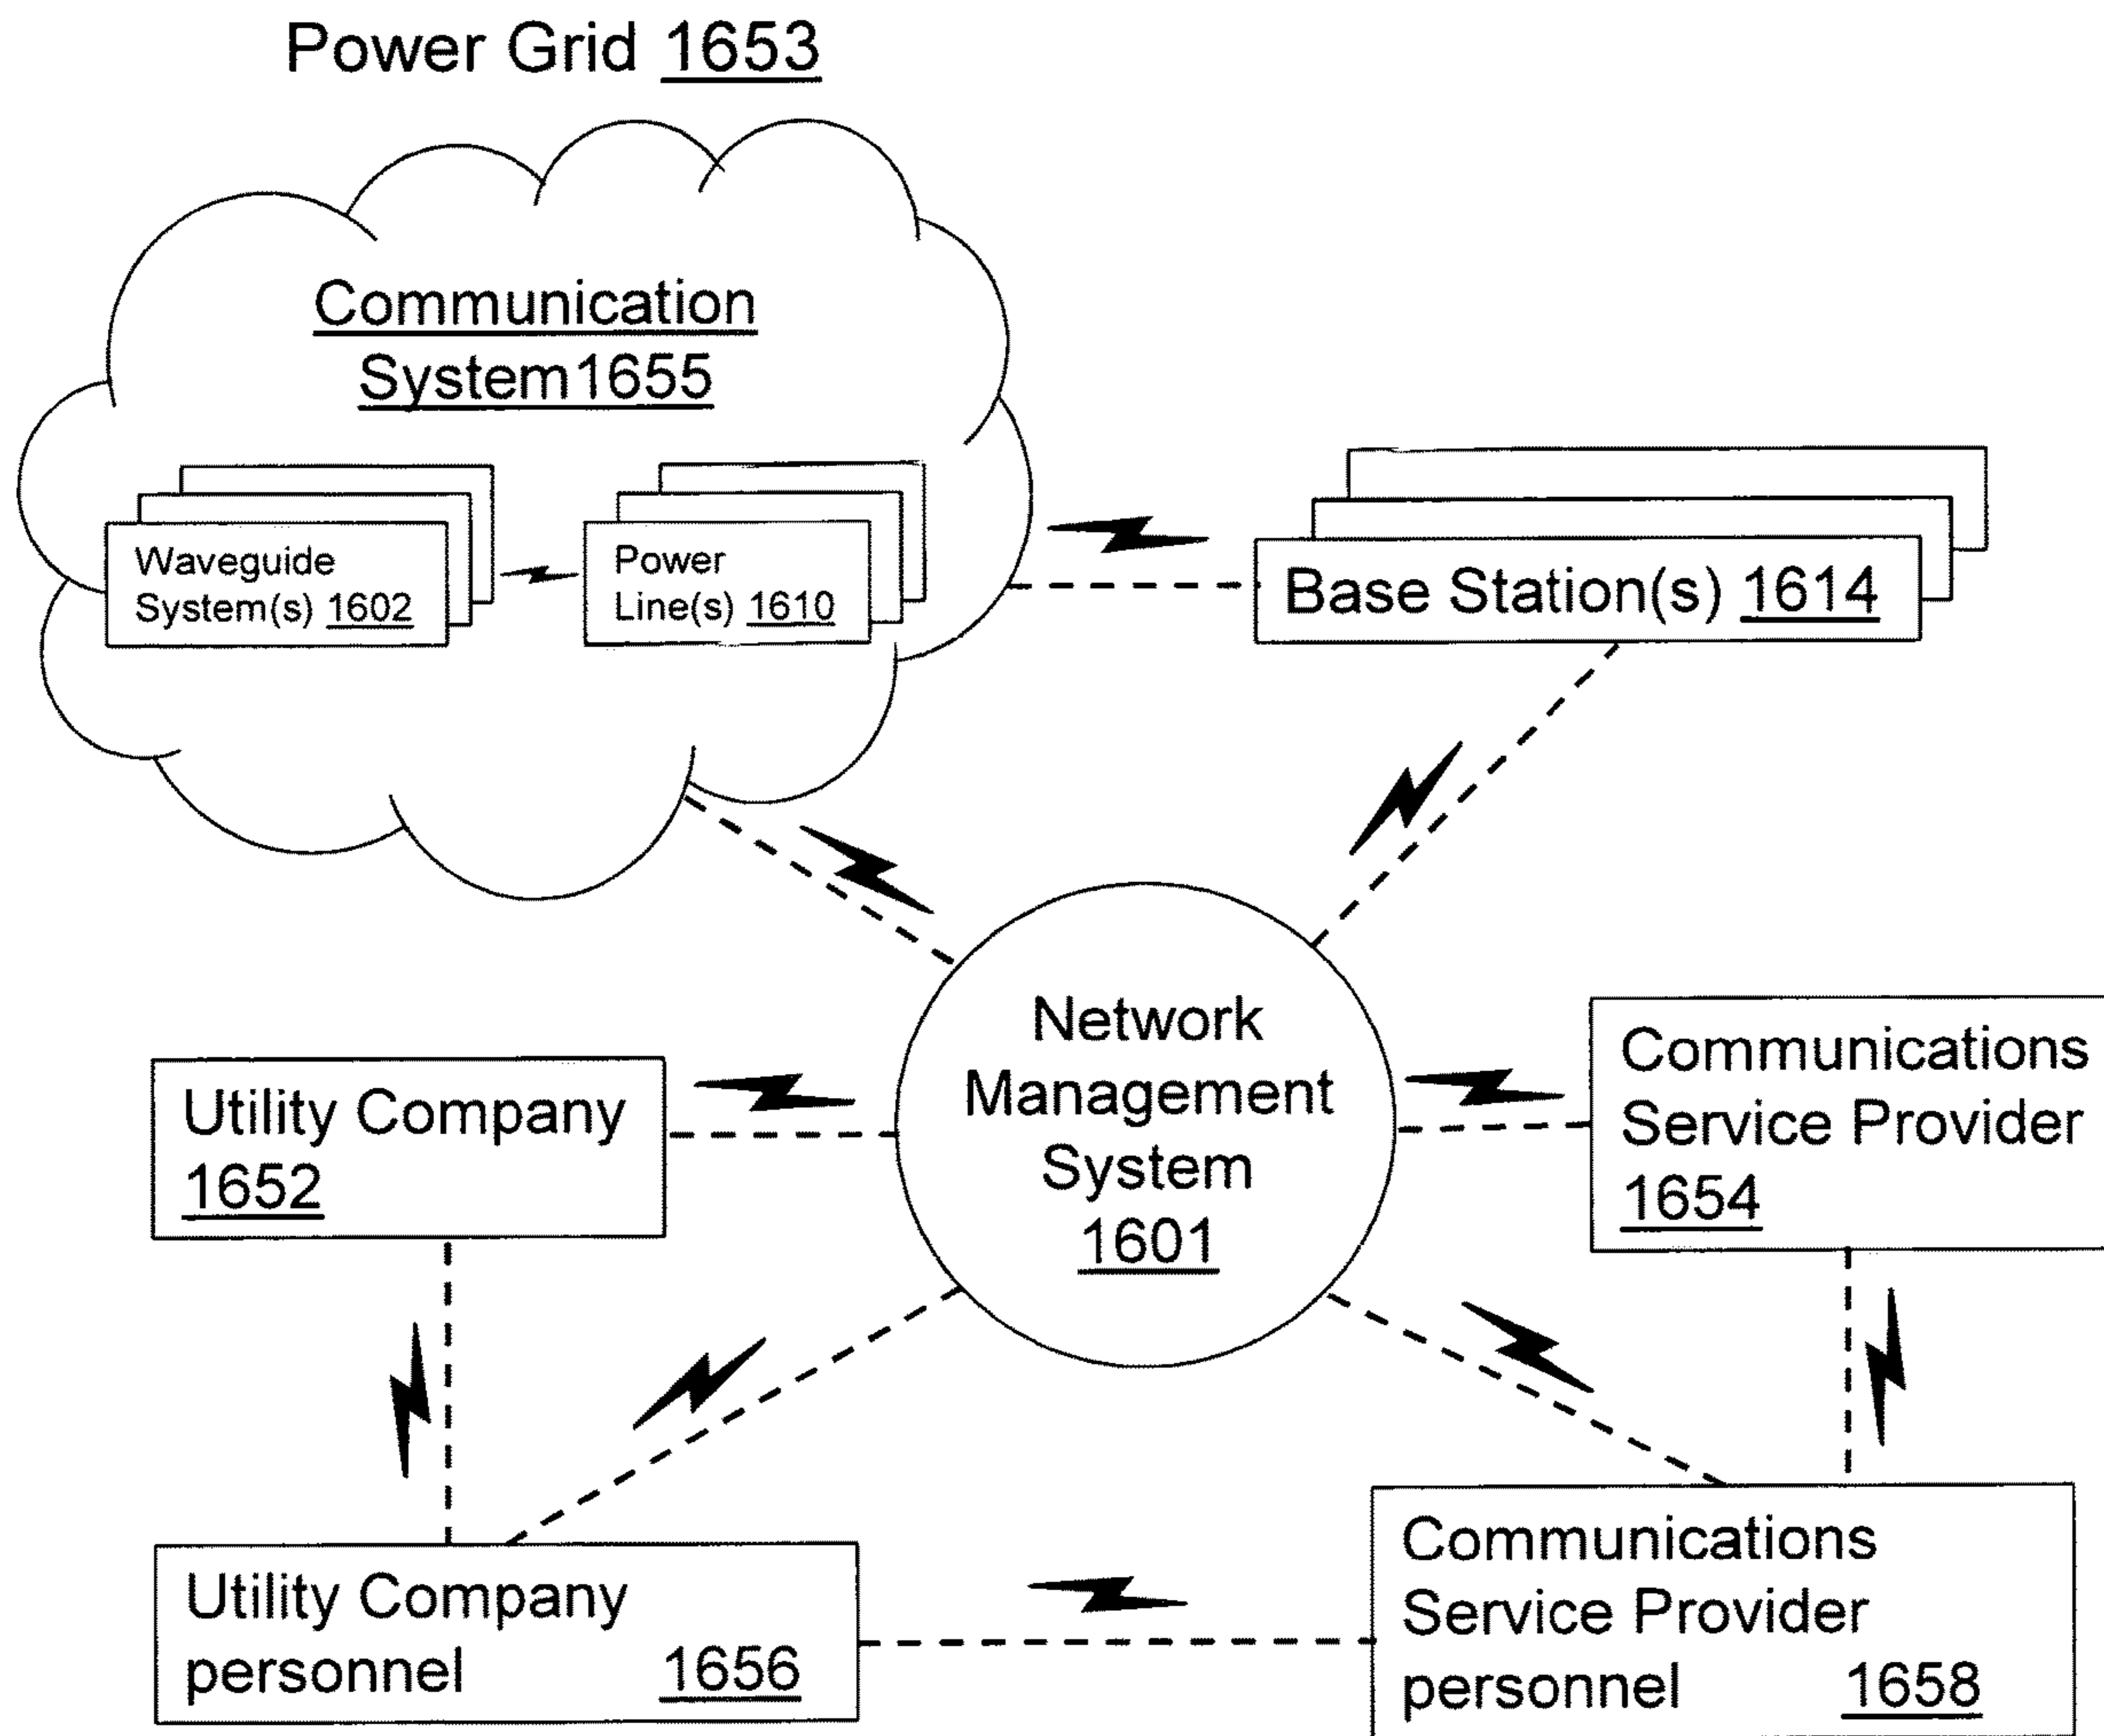 Power Grid 1653
Communication
System1655
Waveguide
System(s) 1602
Power
Line(s) 1610
Base Station(s) 1614
Network
Management
System
1601
Utility Company
1652
Communications
Service Provider
1654
Utility Company
personnel 1656
Communications
Service Provider
personnel 1658